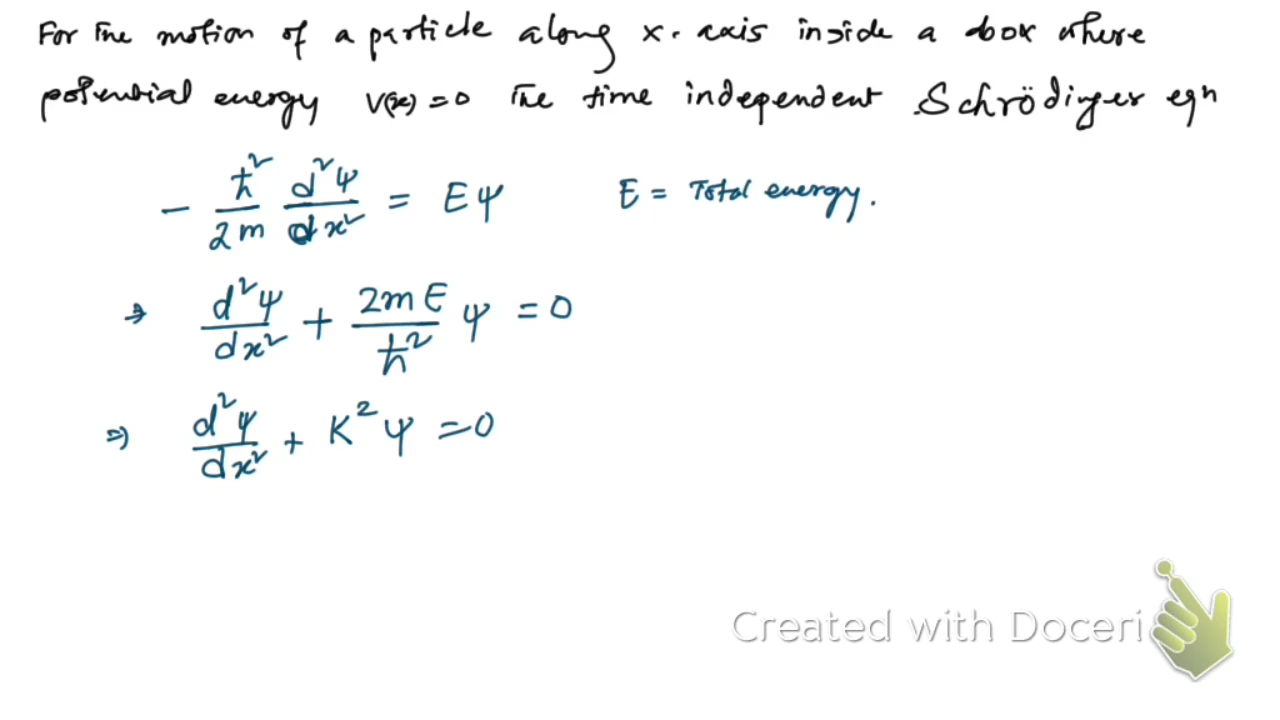 For the motion of a particle along x-axis inside a box where
potential energy V(x) = 0 the time independent Schrödinger eqn
- ħ²/2m d²ψ/dx² = Eψ E = Total energy.
⇒ d²ψ/dx² + 2mE/ħ² ψ = 0
⇒ d²ψ/dx² + K²ψ = 0
Created with Doceri